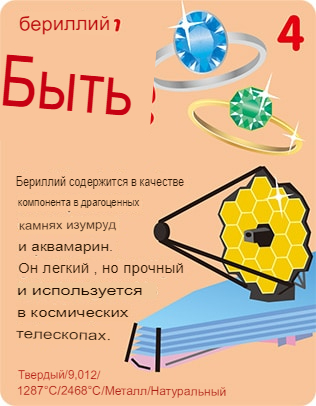 бериллий1
4
Быть
Бериллий содержится в качестве
компонента в драгоценных
камнях изумруд
и аквамарин.
Он легкий , но прочный
и используется
в космических
телескопах.
Твердый/9,012/
1287°C/2468°C/Металл/Натуральный